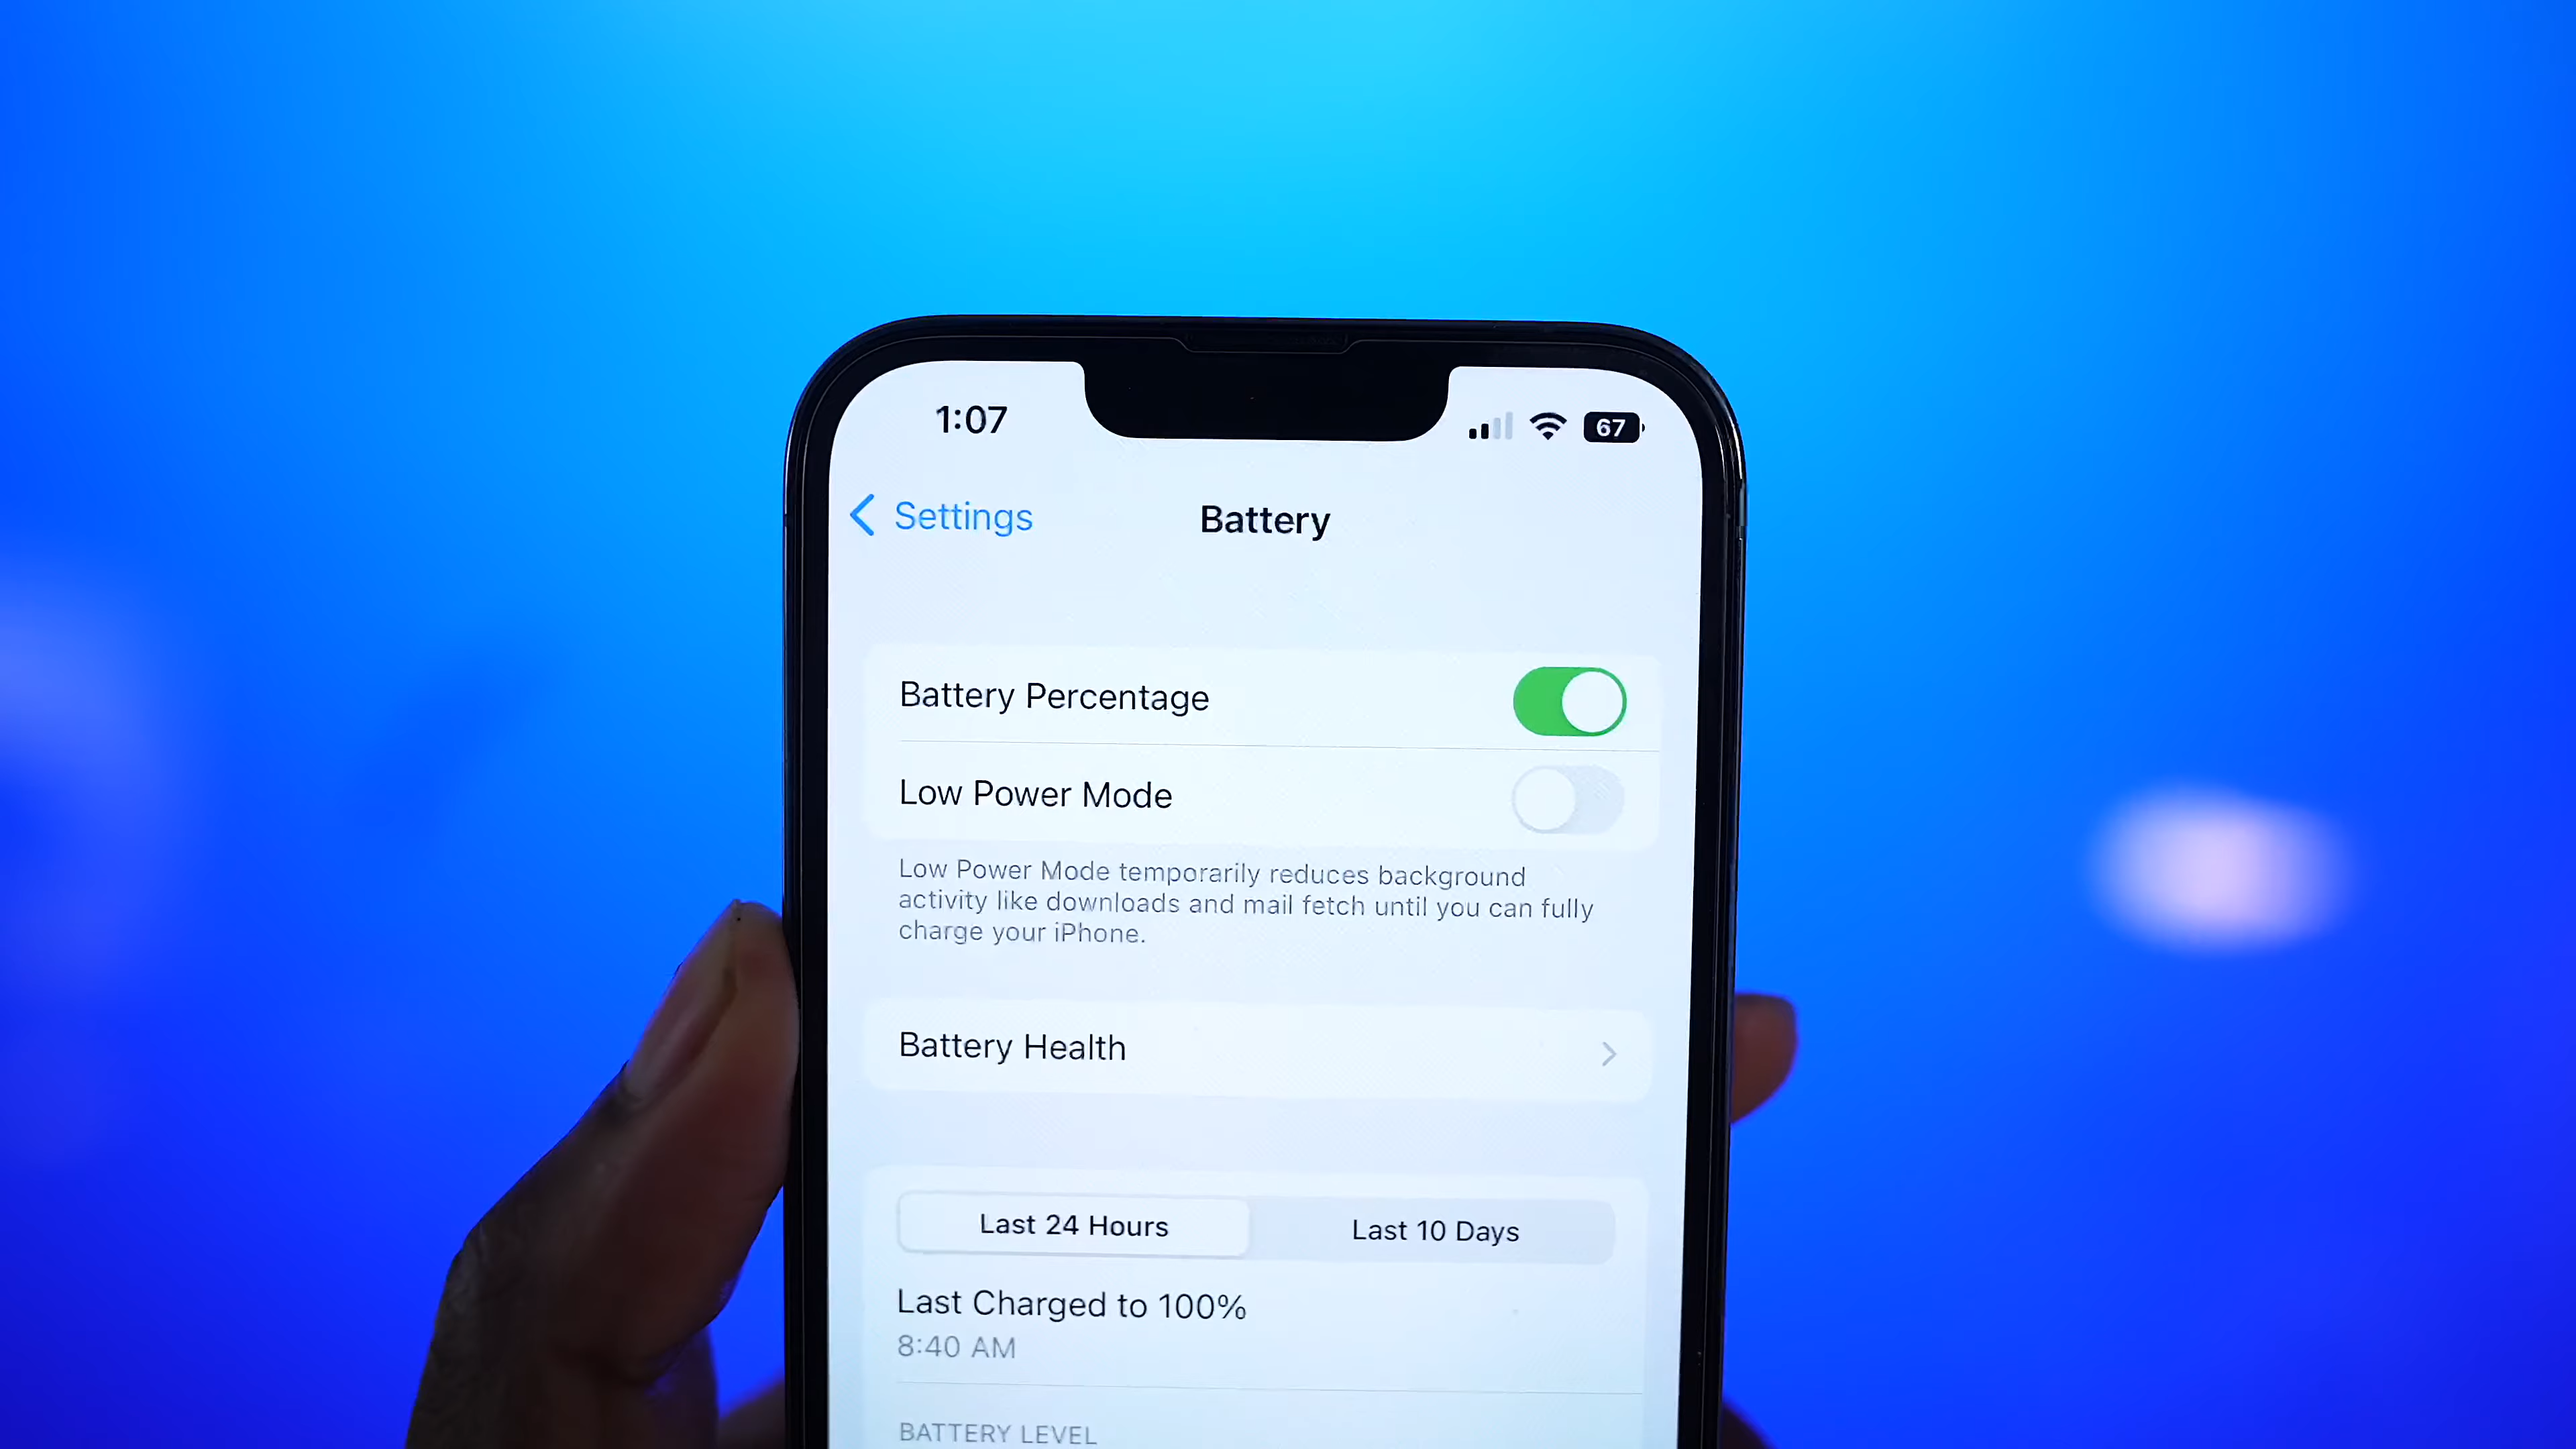 1:07
67
Settings
Battery
Battery Percentage
Low Power Mode
Low Power Mode temporarily reduces background
activity like downloads and mail fetch until you can fully
charge your iPhone.
Battery Health
Last 24 Hours
Last 10 Days
Last Charged to 100%
8:40 AM
BATTERY LEVEL